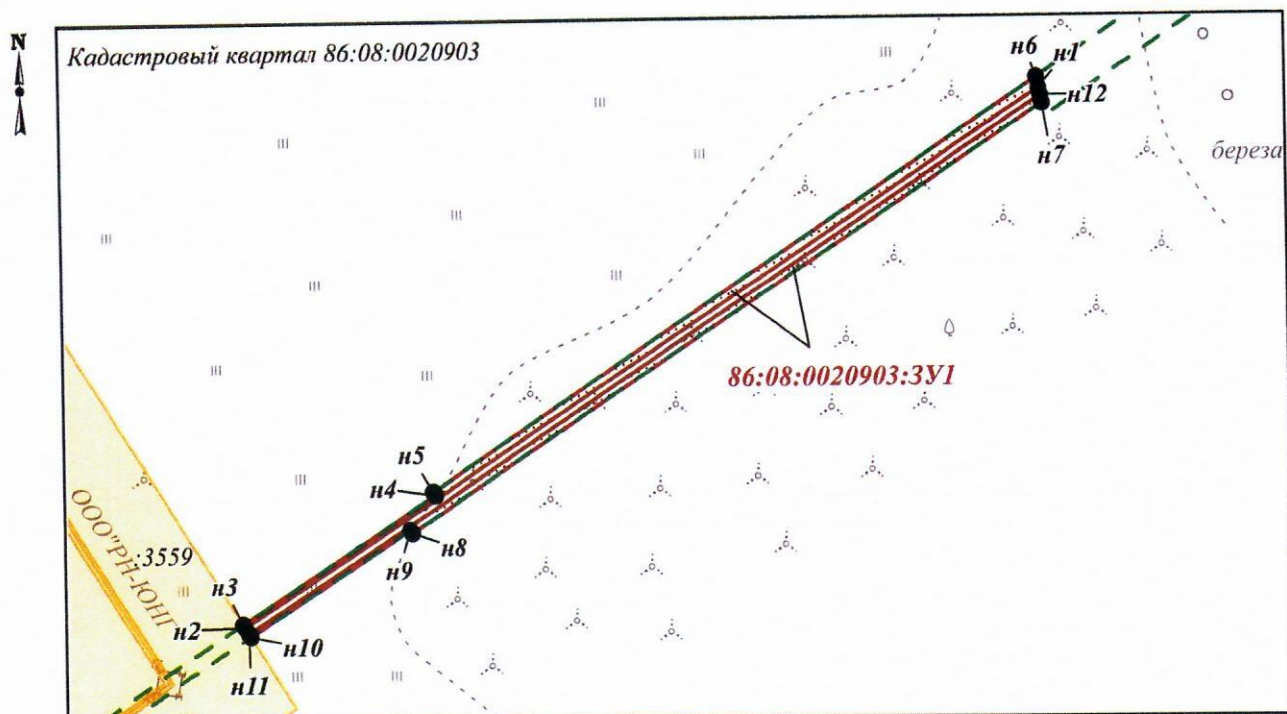 N
Кадастровый квартал 86:08:0020903
н6
н1
н12
н7
береза
86:08:0020903:ЗУ1
н5
н4
н8
н9
ООО"РН-ЮНГ
:3559
н3
н2
н10
н11